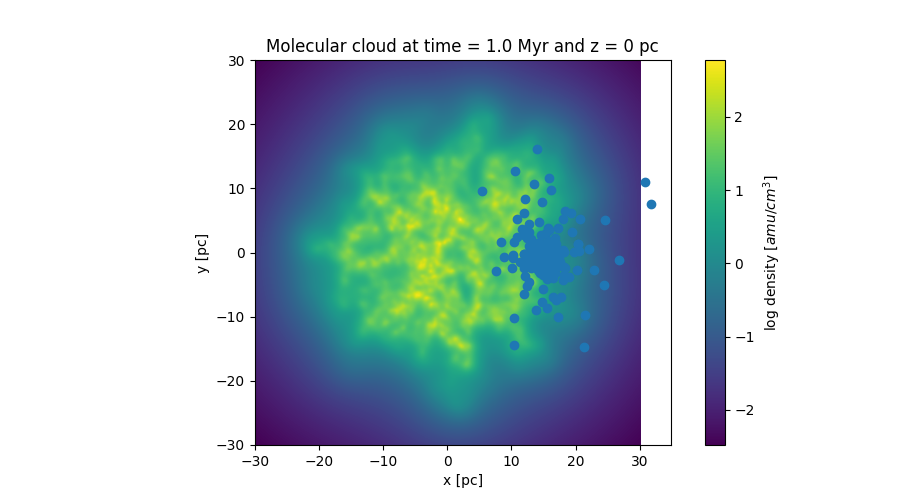 Molecular cloud at time = 1.0 Myr and z = 0 pc
30
20
10
0
−10
−20
−30
y [pc]
−30 −20 −10 0 10 20 30
x [pc]
2
1
0
−1
−2
log density [amu/cm³]